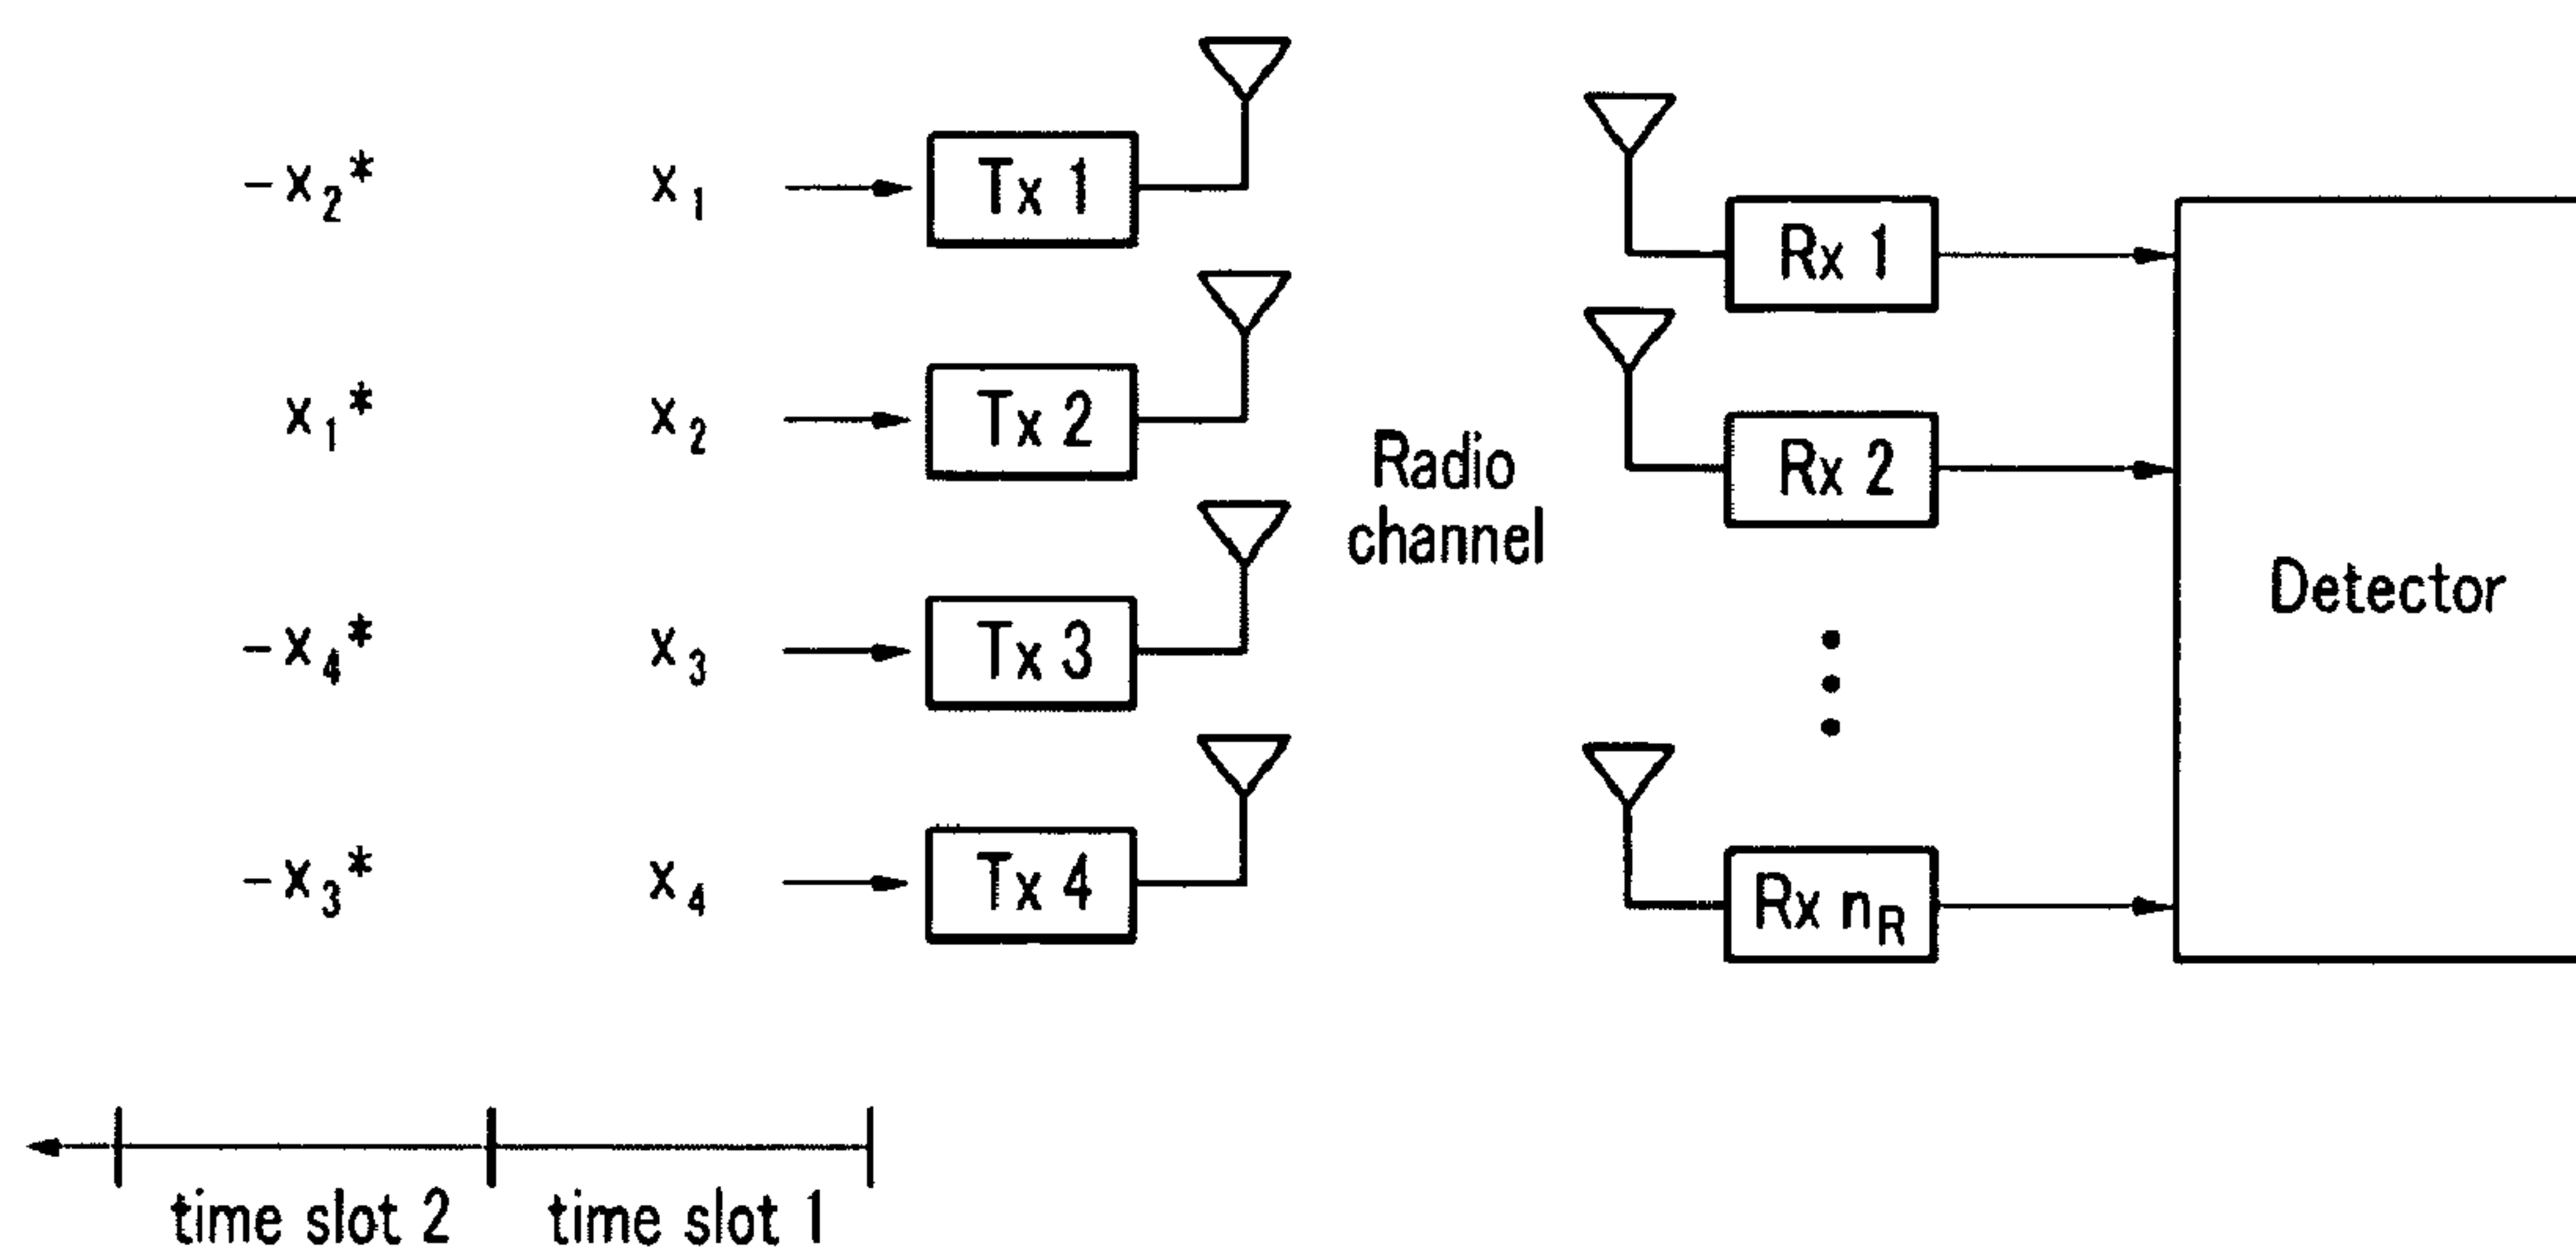 -x₂* x₁ Tx 1
x₁* x₂ Tx 2
-x₄* x₃ Tx 3
-x₃* x₄ Tx 4
Radio
channel
Rx 1
Rx 2
Rx n_R
Detector
time slot 2 time slot 1